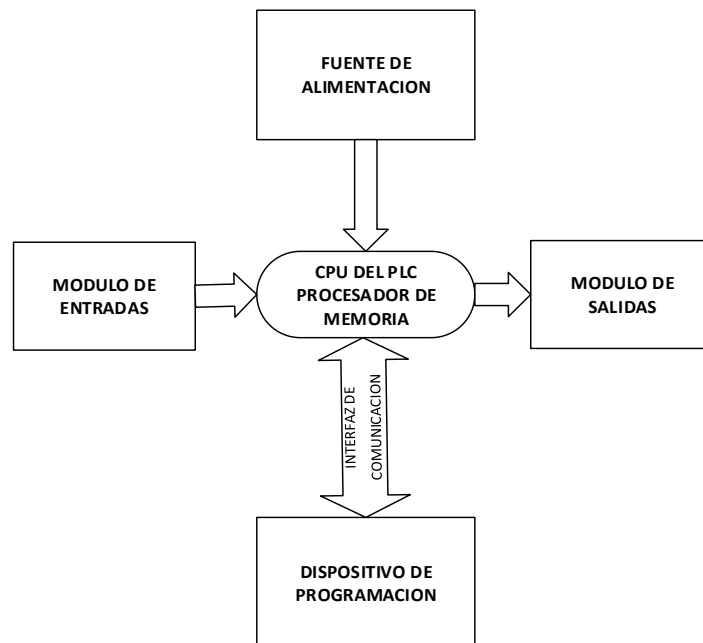 FUENTE DE
ALIMENTACION
MODULO DE
ENTRADAS
CPU DEL PLC
PROCESADOR DE
MEMORIA
MODULO DE
SALIDAS
INTERFAZ DE
COMUNICACION
DISPOSITIVO DE
PROGRAMACION